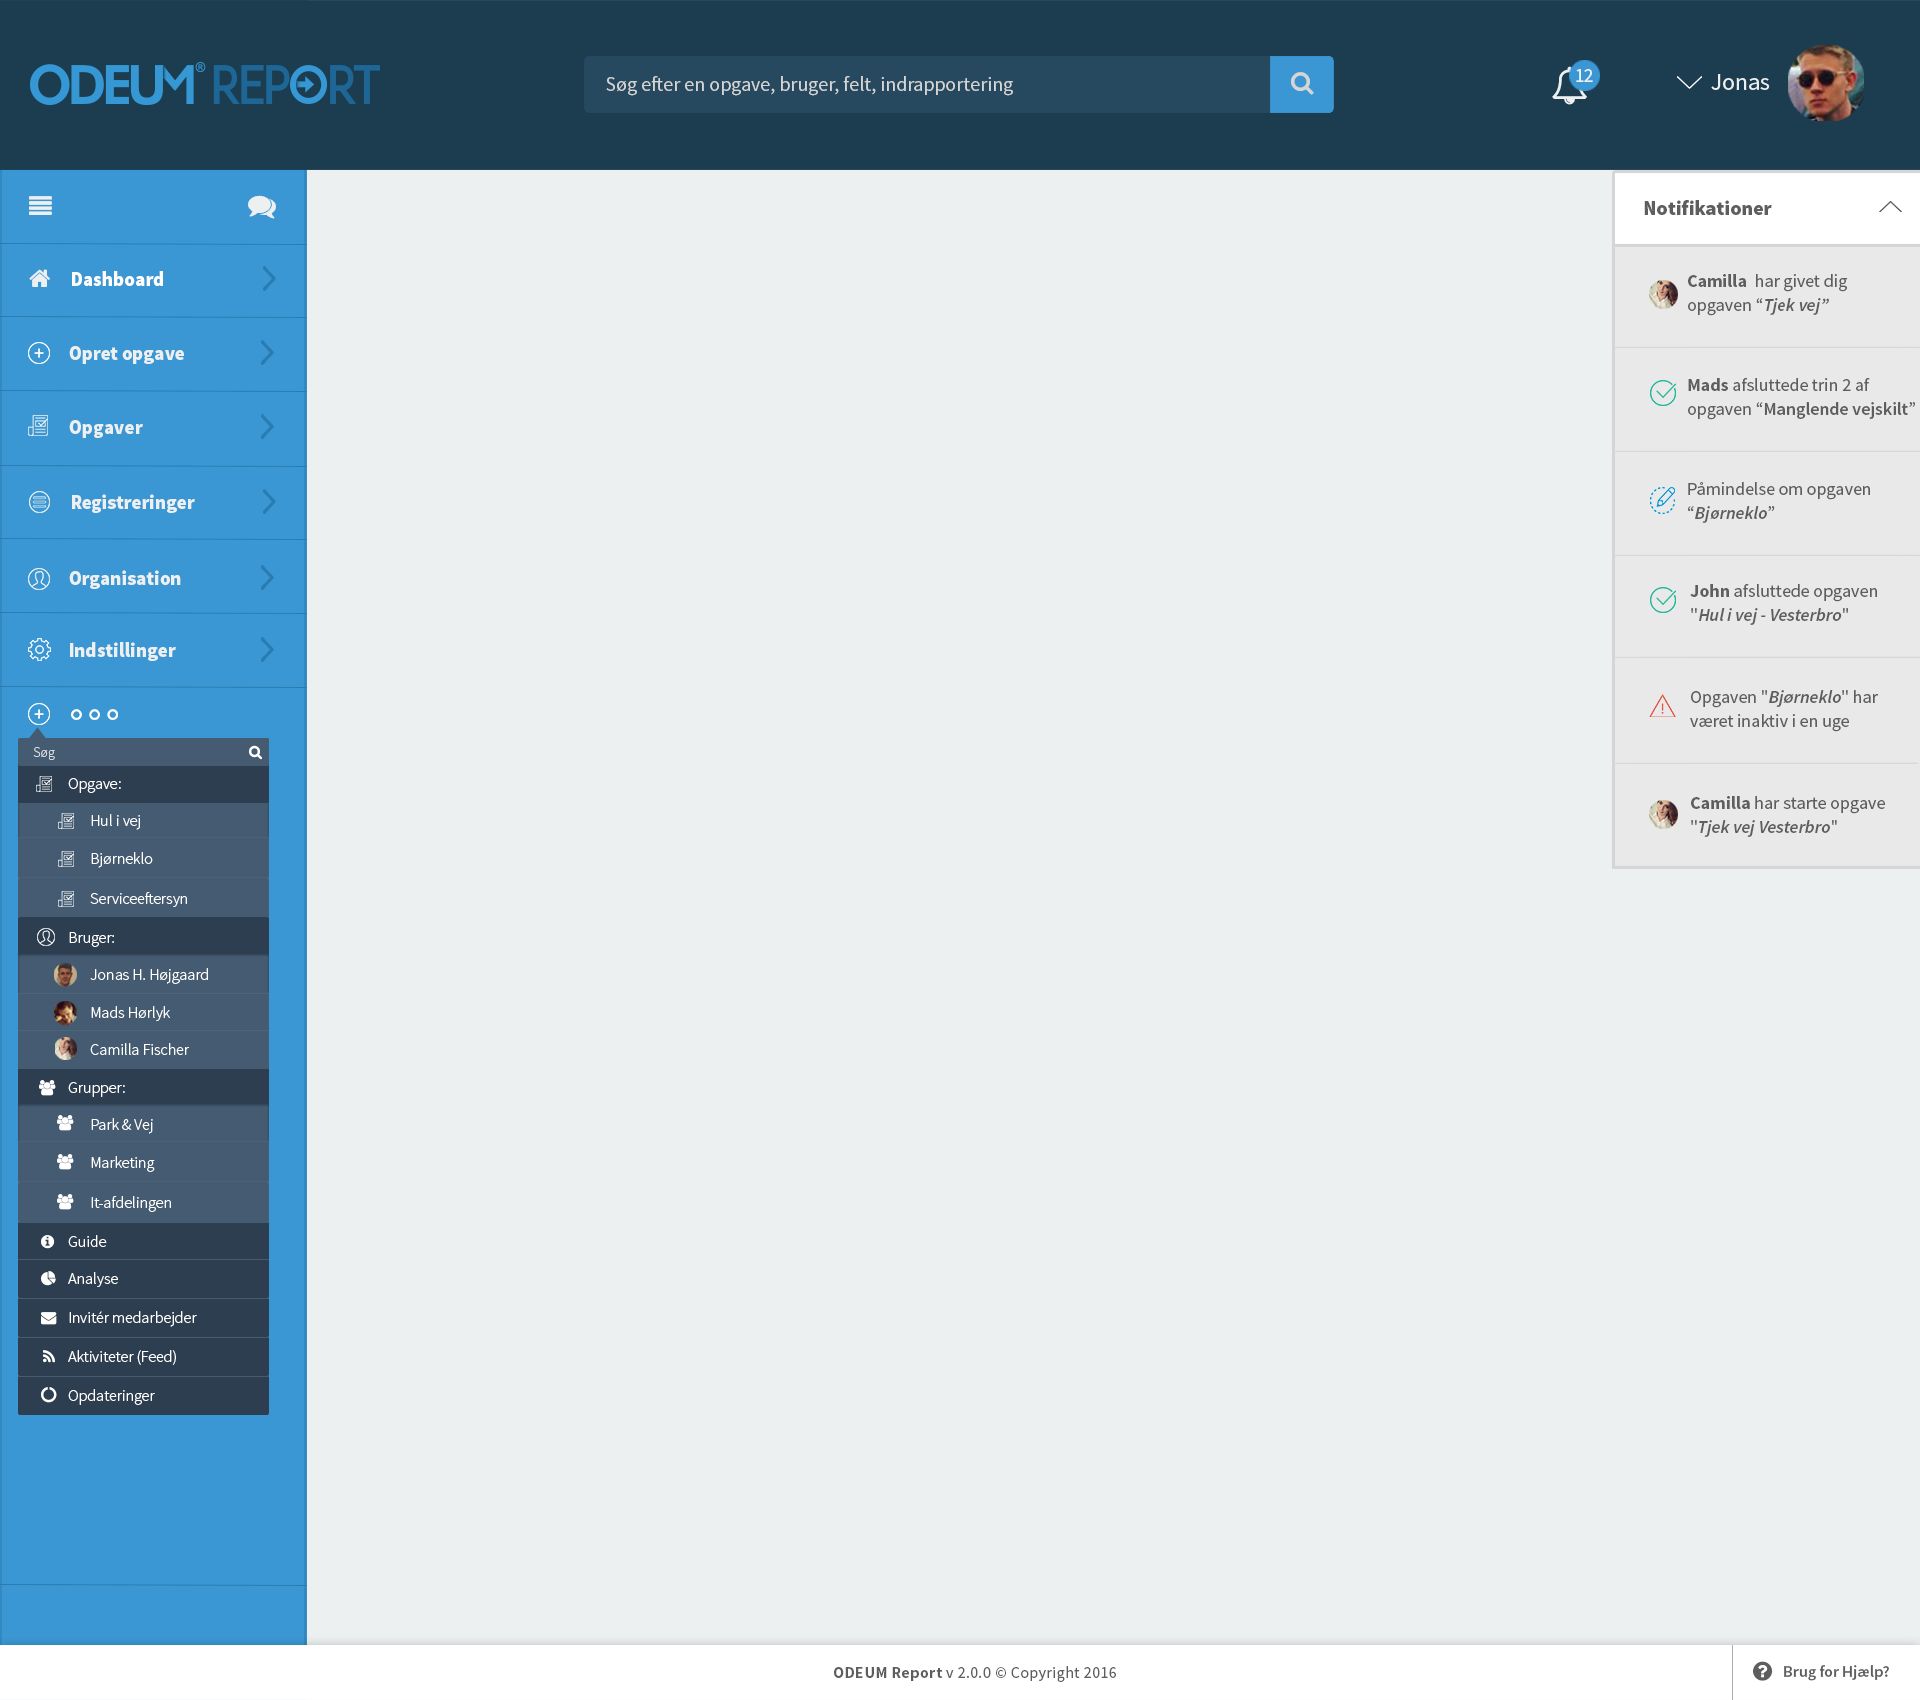 ODEUM® REPORT
Søg efter en opgave, bruger, felt, indrapportering
12
Jonas
Dashboard
Opret opgave
Opgaver
Registreringer
Organisation
Indstillinger
Søg
Opgave:
Hul i vej
Bjørneklo
Serviceeftersyn
Bruger:
Jonas H. Højgaard
Mads Hørlyk
Camilla Fischer
Grupper:
Park & Vej
Marketing
It-afdelingen
Guide
Analyse
Invitér medarbejder
Aktiviteter (Feed)
Opdateringer
Notifikationer
Camilla har givet dig
opgaven “Tjek vej”
Mads afsluttede trin 2 af
opgaven “Manglende vejskilt”
Påmindelse om opgaven
“Bjørneklo”
John afsluttede opgaven
"Hul i vej - Vesterbro"
Opgaven "Bjørneklo" har
været inaktiv i en uge
Camilla har starte opgave
"Tjek vej Vesterbro"
ODEUM Report v 2.0.0 © Copyright 2016
Brug for Hjælp?